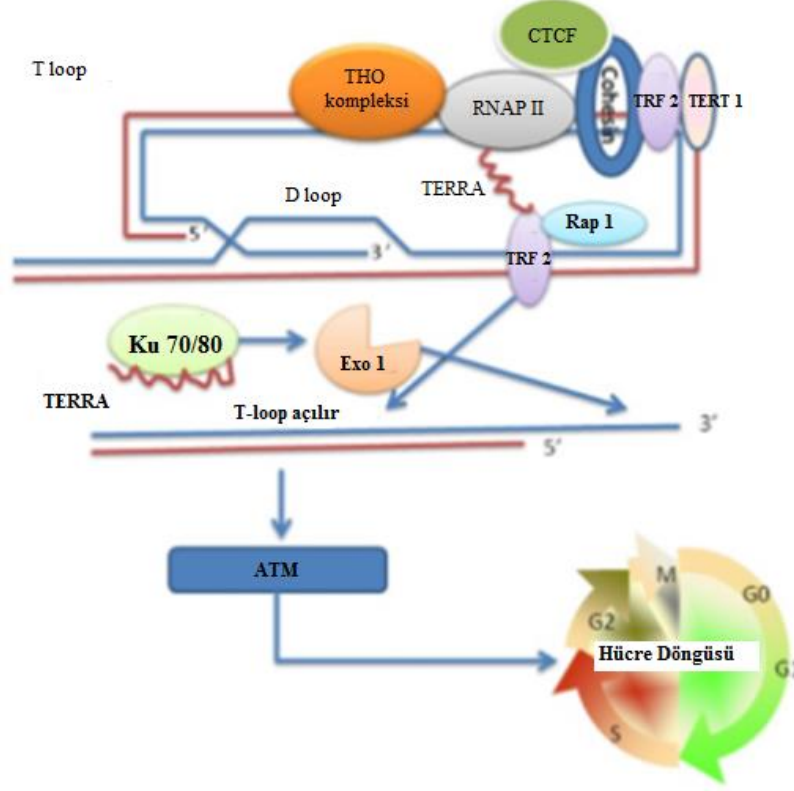 CTCF
T loop
THO
kompleksi
RNAP II
Cohesin
TRF 2
TERT 1
TERRA
D loop
5′
3′
Rap 1
TRF 2
Ku 70/80
Exo 1
TERRA
T-loop açılır
3′
5′
ATM
M
G0
G2
Hücre Döngüsü
S